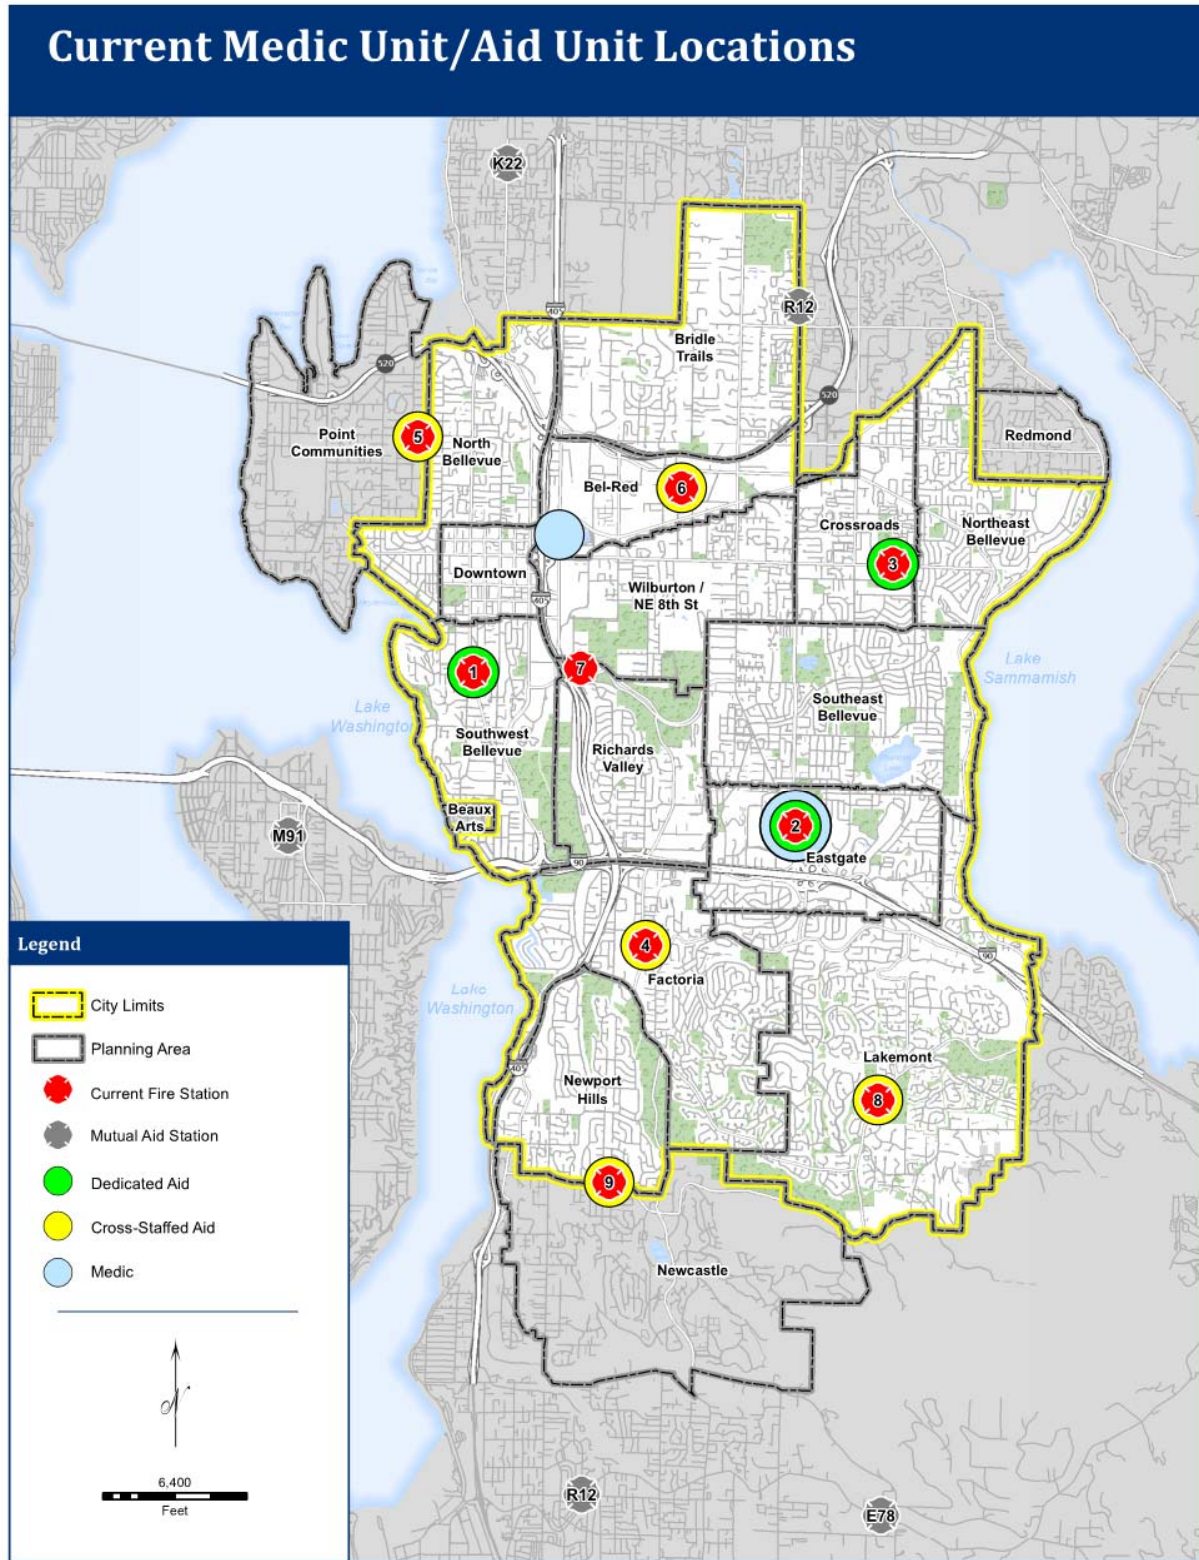 Current Medic Unit/Aid Unit Locations
K22
R12
405
Bridle
Trails
520
520
Redmond
Point
Communities
5
North
Bellevue
Bel-Red
6
Crossroads
Northeast
Bellevue
3
Downtown
Wilburton /
NE 8th St
405
7
1
Lake
Sammamish
Southeast
Bellevue
Lake
Washington
Southwest
Bellevue
Richards
Valley
Beaux
Arts
M91
2
Eastgate
90
4
Factoria
90
Lake
Washington
405
Newport
Hills
Lakemont
8
9
Newcastle
R12
E78
Legend
City Limits
Planning Area
Current Fire Station
Mutual Aid Station
Dedicated Aid
Cross-Staffed Aid
Medic
N
6,400
Feet